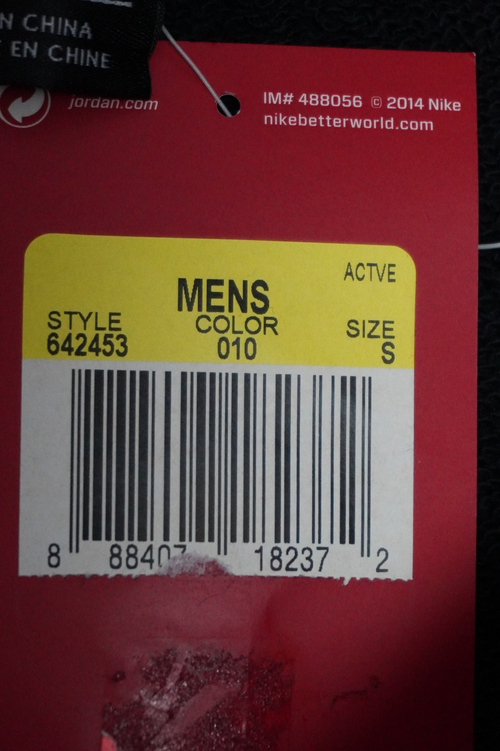 N CHINA
EN CHINE
jordan.com
IM# 488056 © 2014 Nike
nikebetterworld.com
ACTVE
MENS
STYLE COLOR SIZE
642453 010 S
8 88407 18237 2